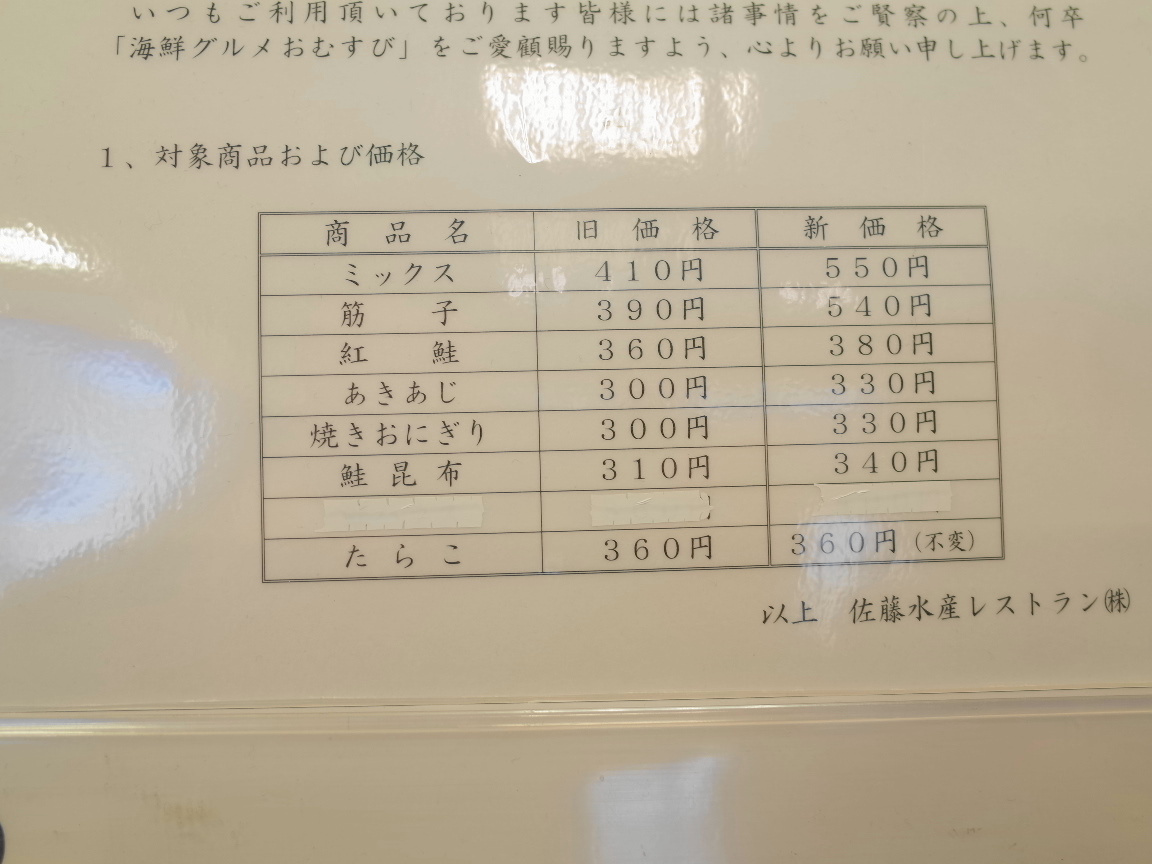 いつもご利用頂いております皆様には諸事情をご賢察の上、何卒
「海鮮グルメおむすび」をご愛顧賜りますよう、心よりお願い申し上げます。
１、対象商品および価格
商品名 旧価格 新価格
ミックス ４１０円 ５５０円
筋子 ３９０円 ５４０円
紅鮭 ３６０円 ３８０円
あきあじ ３００円 ３３０円
焼きおにぎり ３００円 ３３０円
鮭昆布 ３１０円 ３４０円
たらこ ３６０円 ３６０円（不変）
以上 佐藤水産レストラン㈱